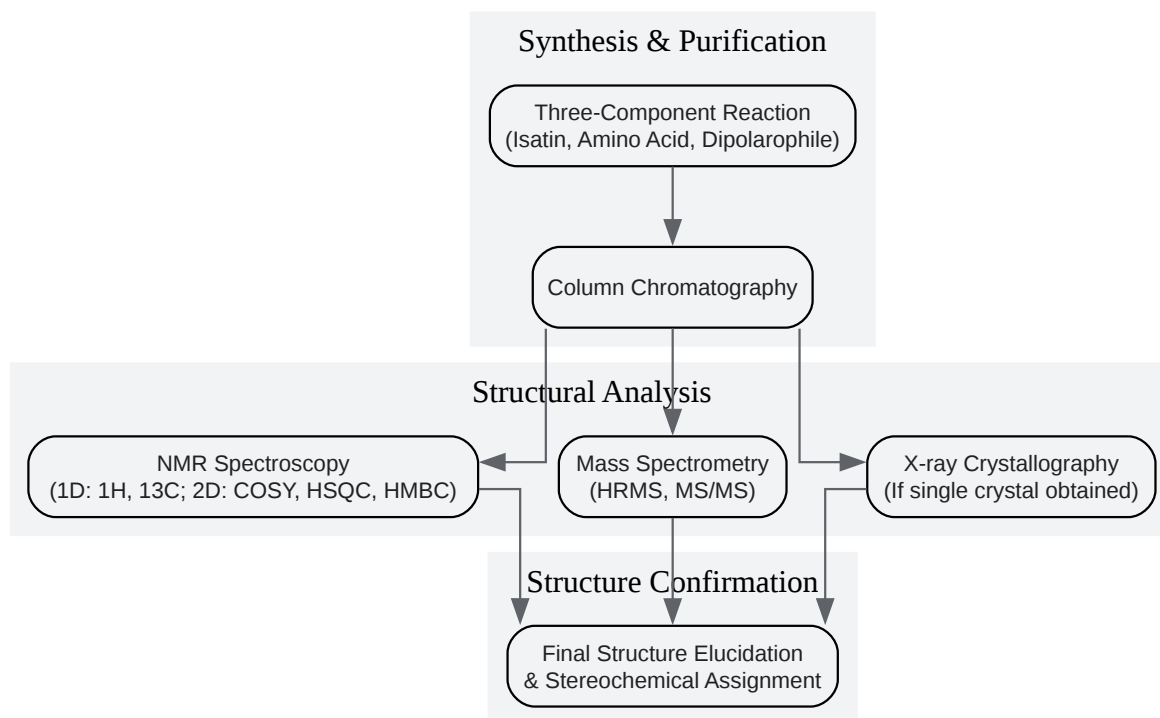 Synthesis & Purification
Three-Component Reaction
(Isatin, Amino Acid, Dipolarophile)
Column Chromatography
Structural Analysis
NMR Spectroscopy
(1D: 1H, 13C; 2D: COSY, HSQC, HMBC)
Mass Spectrometry
(HRMS, MS/MS)
X-ray Crystallography
(If single crystal obtained)
Structure Confirmation
Final Structure Elucidation
& Stereochemical Assignment